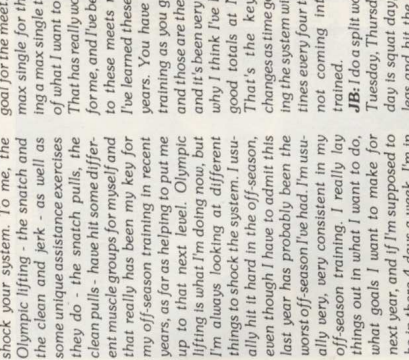 shock your system. To me, the
Olympic lifting - the snatch and
the clean and jerk - as well as
some unique assistance exercises
they do - the snatch pulls, the
clean pulls - have hit some differ-
ent muscle groups for myself and
that really has been my key for
my off-season training in recent
years, as far as helping to put me
up to that next level. Olympic
lifting is what I'm doing now, but
I'm always looking at different
things to shock the system. I usu-
ally hit it hard in the off-season,
even though I have to admit this
last year has probably been the
worst off-season I've had. I'm usu-
ally very, very consistent in my
off-season training. I really lay
things out in what I want to do,
what goals I want to make for
next year, and if I'm supposed to
goal for the meet.
max single for th
ing a max single t
of what I want to
That has really wo
for me, and I've be
to these meets
I've learned these
years. You have
training as you g
and those are the
and it's been very
why I think I've
good totals at
That's the key
changes as time go
ing the system wi
tines every four t
not coming int
trained.
JB: I do a split wo
Tuesday, Thursd
day is squat day,
legs and hit th